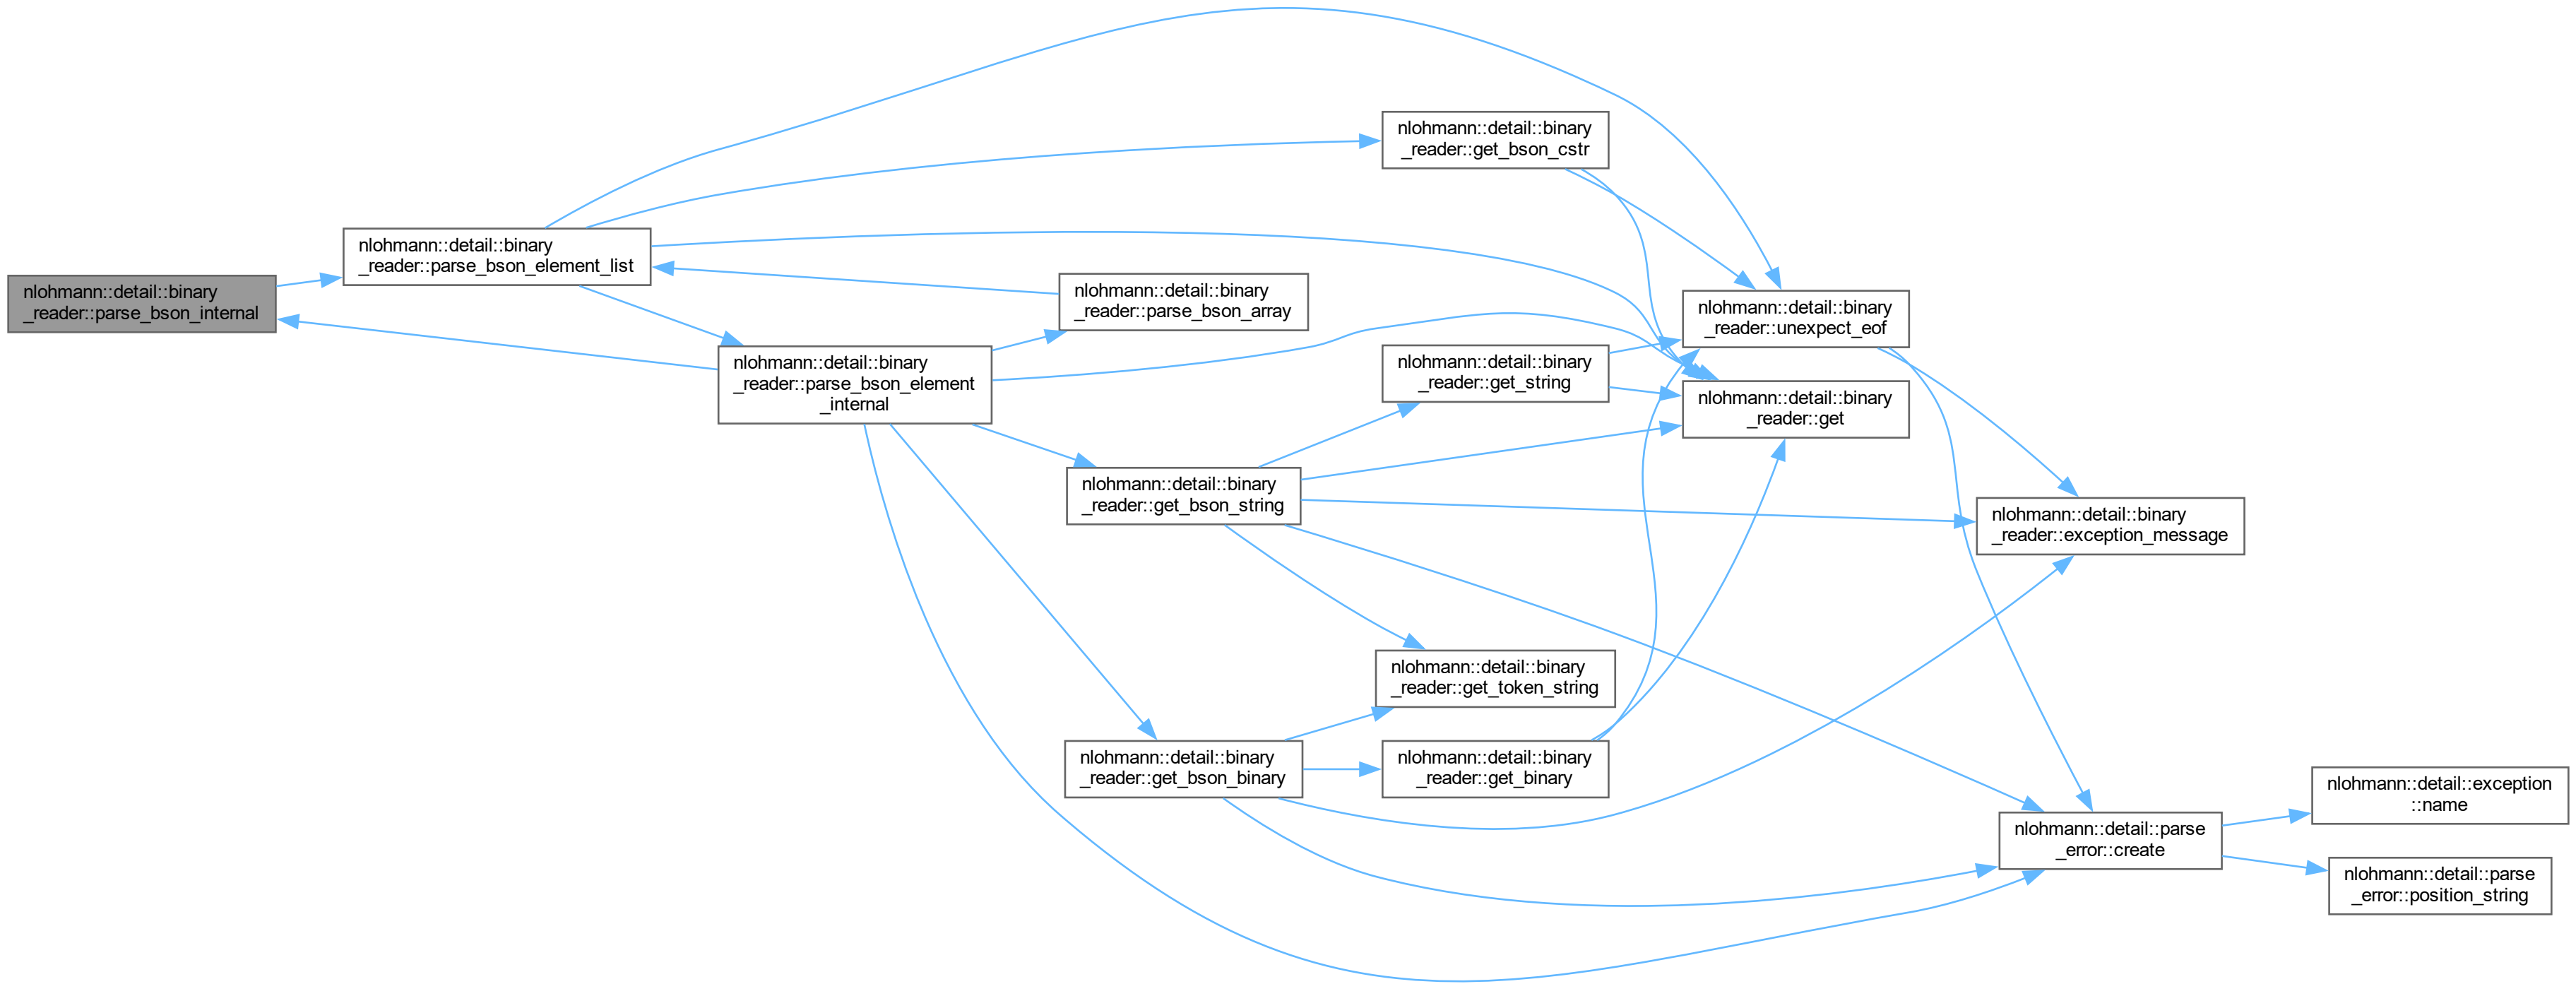 nlohmann::detail::binary
_reader::parse_bson_internal
nlohmann::detail::binary
_reader::parse_bson_element_list
nlohmann::detail::binary
_reader::parse_bson_element
_internal
nlohmann::detail::binary
_reader::parse_bson_array
nlohmann::detail::binary
_reader::get_bson_string
nlohmann::detail::binary
_reader::get_bson_binary
nlohmann::detail::binary
_reader::get_bson_cstr
nlohmann::detail::binary
_reader::get_string
nlohmann::detail::binary
_reader::get_token_string
nlohmann::detail::binary
_reader::get_binary
nlohmann::detail::binary
_reader::unexpect_eof
nlohmann::detail::binary
_reader::get
nlohmann::detail::binary
_reader::exception_message
nlohmann::detail::parse
_error::create
nlohmann::detail::exception
::name
nlohmann::detail::parse
_error::position_string